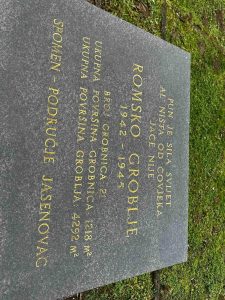 PUN JE SILA SVIJET
AL' NIŠTA OD ČOVJEKA
JAČE NIJE
ROMSKO GROBLJE
1942 - 1945
BROJ GROBNICA 21
UKUPNA POVRŠINA GROBNICA 1218 m²
UKUPNA POVRŠINA GROBLJA 4292 m²
SPOMEN - PODRUČJE JASENOVAC